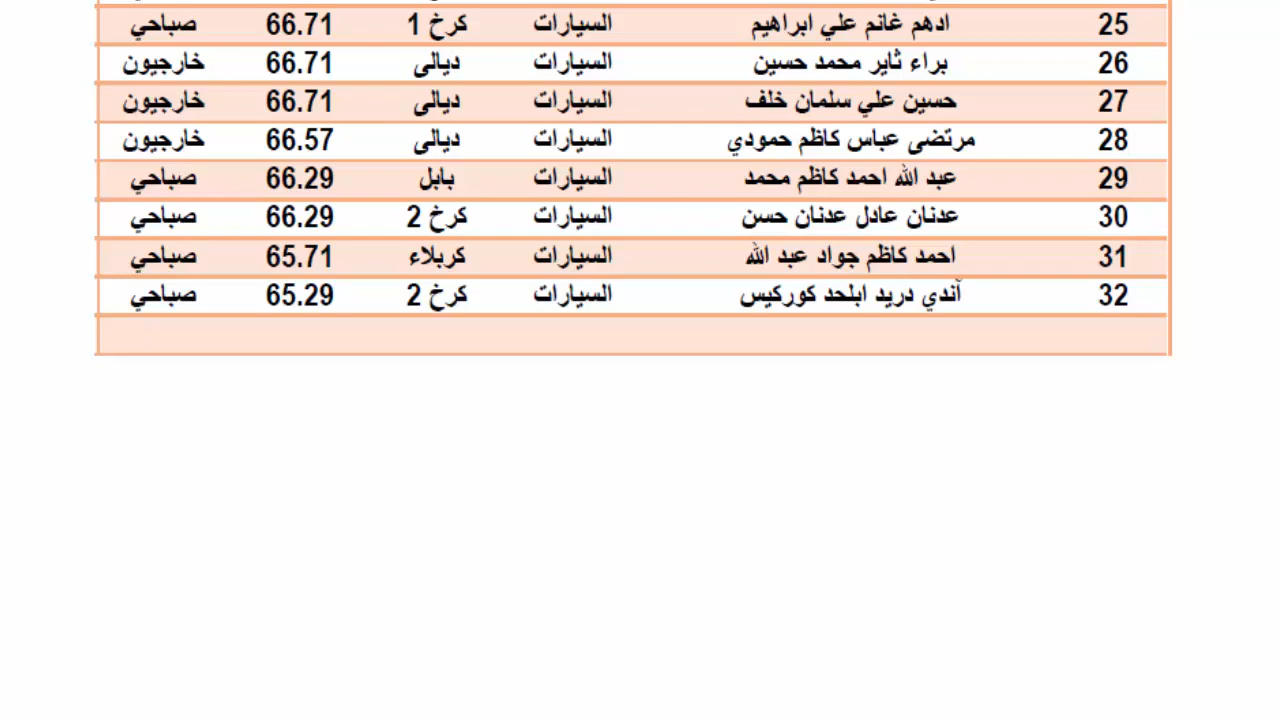 25 ادهم غانم علي ابراهيم السيارات كرخ 1 66.71 صباحي
26 براء ثاير محمد حسين السيارات ديالى 66.71 خارجيون
27 حسين علي سلمان خلف السيارات ديالى 66.71 خارجيون
28 مرتضى عباس كاظم حمودي السيارات ديالى 66.57 خارجيون
29 عبد الله احمد كاظم محمد السيارات بابل 66.29 صباحي
30 عدنان عادل عدنان حسن السيارات كرخ 2 66.29 صباحي
31 احمد كاظم جواد عبد الله السيارات كربلاء 65.71 صباحي
32 آندي دريد ابلحد كوركيس السيارات كرخ 2 65.29 صباحي